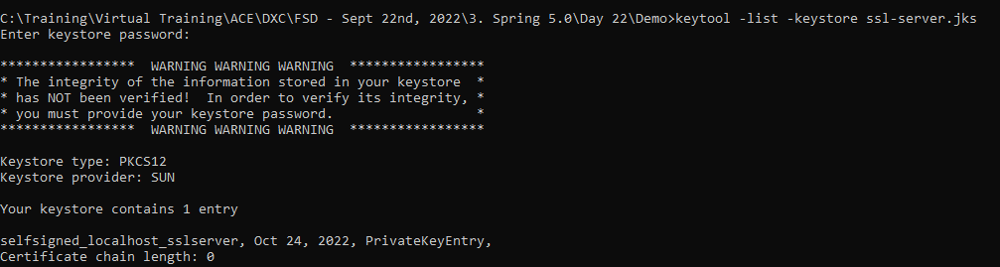 C:\Training\Virtual Training\ACE\DXC\FSD - Sept 22nd, 2022\3. Spring 5.0\Day 22\Demo>keytool -list -keystore ssl-server.jks
Enter keystore password:
*****************  WARNING WARNING WARNING  *****************
* The integrity of the information stored in your keystore  *
* has NOT been verified!  In order to verify its integrity, *
* you must provide your keystore password.                  *
*****************  WARNING WARNING WARNING  *****************
Keystore type: PKCS12
Keystore provider: SUN
Your keystore contains 1 entry
selfsigned_localhost_sslserver, Oct 24, 2022, PrivateKeyEntry,
Certificate chain length: 0